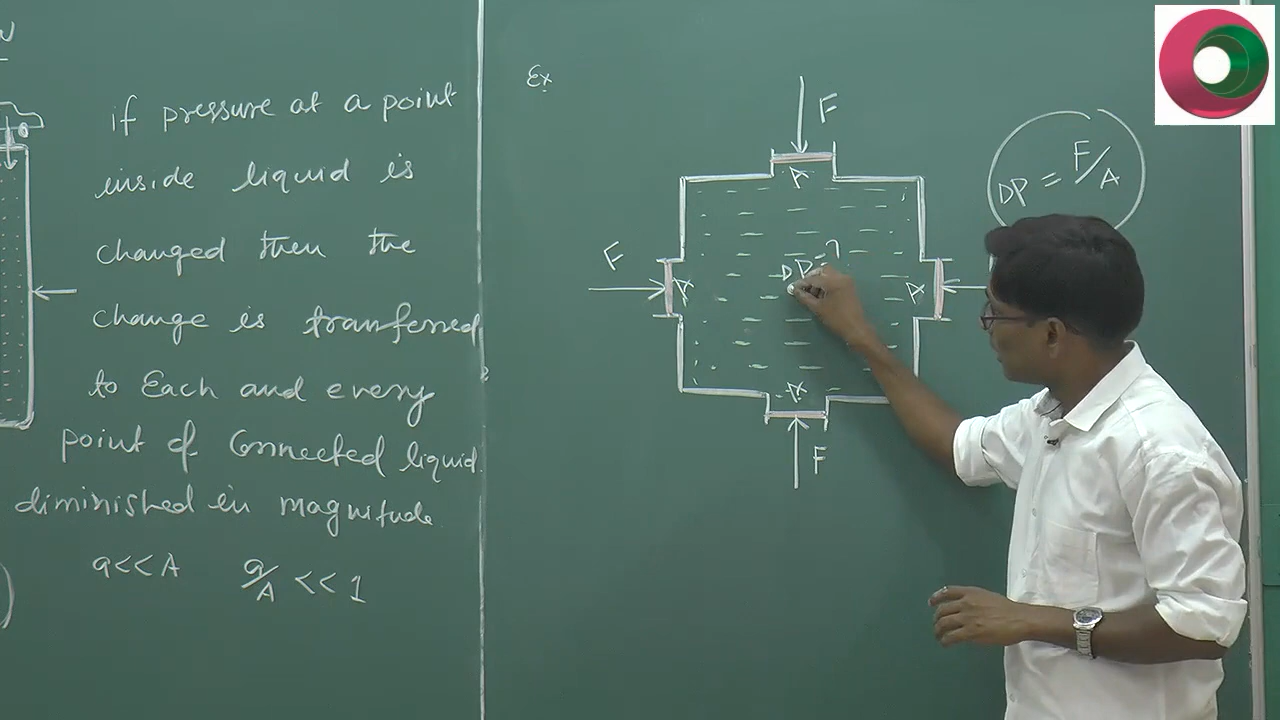 if pressure at a point
inside liquid is
changed then the
change is tranferred
to Each and every
point of Connected liquid.
diminished in magnitude.
a<<A a/A <<1
Ex
F
A
F
A
DP = ?
A
A
F
DP = F/A